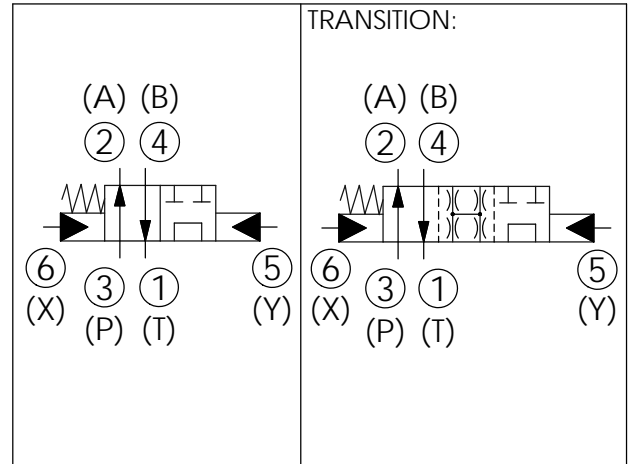 TRANSITION:
(A) (B)
2 4
6 5
(X) 3 1 (Y)
(P) (T)
(A) (B)
2 4
6 5
(X) 3 1 (Y)
(P) (T)